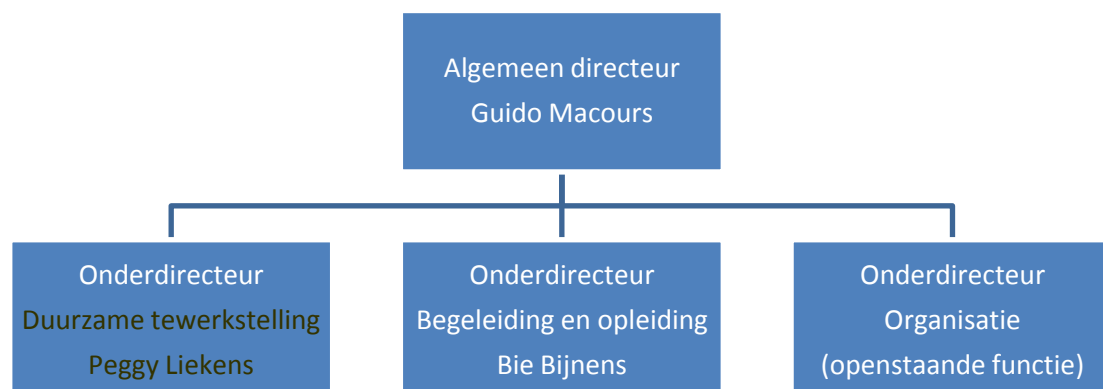 Algemeen directeur
Guido Macours
Onderdirecteur
Duurzame tewerkstelling
Peggy Liekens
Onderdirecteur
Begeleiding en opleiding
Bie Bijnens
Onderdirecteur
Organisatie
(openstaande functie)